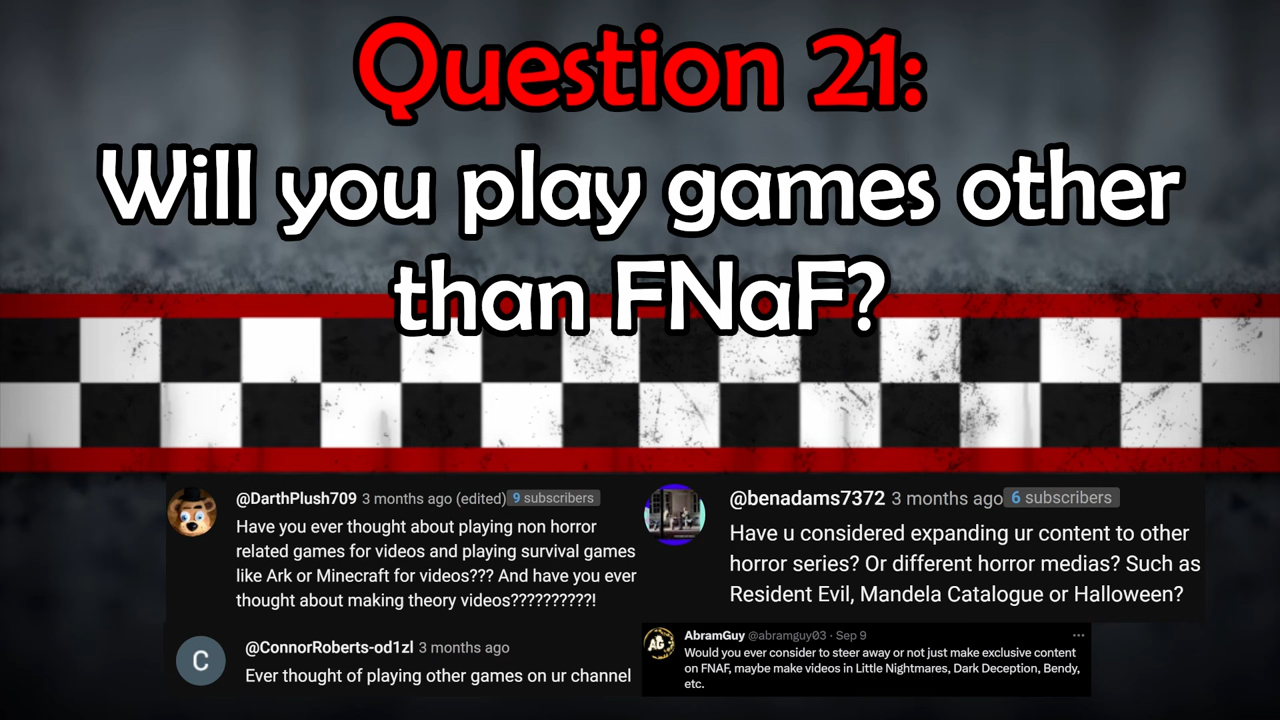 Question 21:
Will you play games other
than FNaF?
@DarthPlush709 3 months ago (edited) 9 subscribers
Have you ever thought about playing non horror
related games for videos and playing survival games
like Ark or Minecraft for videos??? And have you ever
thought about making theory videos??????????!
@benadams7372 3 months ago 6 subscribers
Have u considered expanding ur content to other
horror series? Or different horror medias? Such as
Resident Evil, Mandela Catalogue or Halloween?
C
@ConnorRoberts-od1zl 3 months ago
Ever thought of playing other games on ur channel
AG
AbramGuy @abramguy03 · Sep 9
Would you ever consider to steer away or not just make exclusive content
on FNAF, maybe make videos in Little Nightmares, Dark Deception, Bendy,
etc.